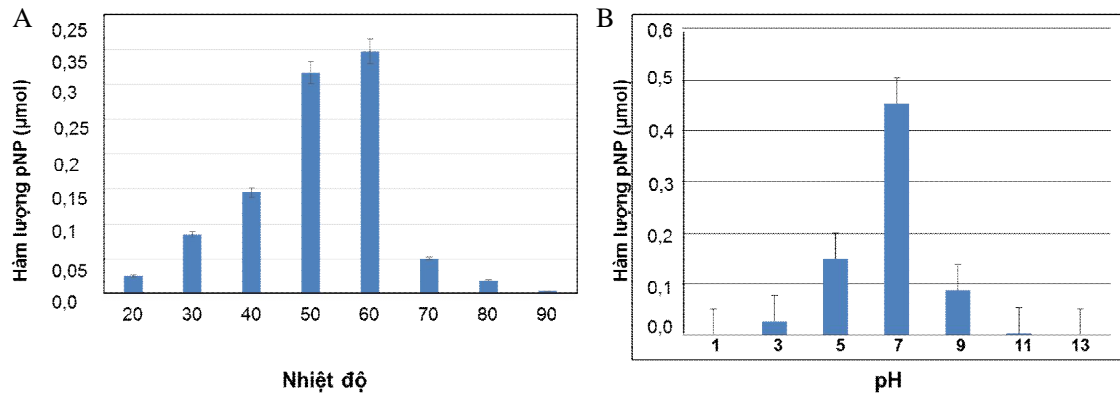 A
Hàm lượng pNP (µmol)
0,25
0,35
0,25
0,2
0,15
0,1
0,05
0,0
20 30 40 50 60 70 80 90
Nhiệt độ
B
Hàm lượng pNP (µmol)
0,6
0,5
0,4
0,3
0,2
0,1
0,0
1 3 5 7 9 11 13
pH